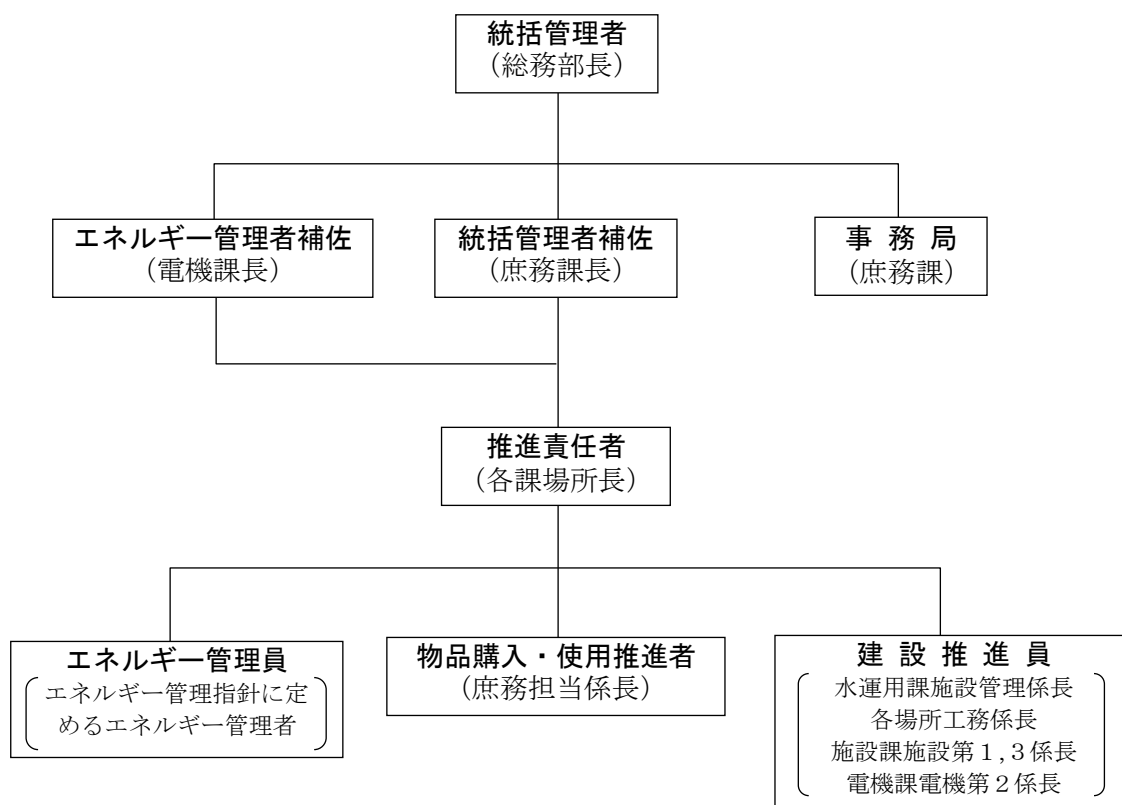 統括管理者
（総務部長）
エネルギー管理者補佐
（電機課長）
統括管理者補佐
（庶務課長）
事 務 局
（庶務課）
推進責任者
（各課場所長）
エネルギー管理員
エネルギー管理指針に定
めるエネルギー管理者
物品購入・使用推進者
（庶務担当係長）
建 設 推 進 員
水運用課施設管理係長
各場所工務係長
施設課施設第１,３係長
電機課電機第２係長